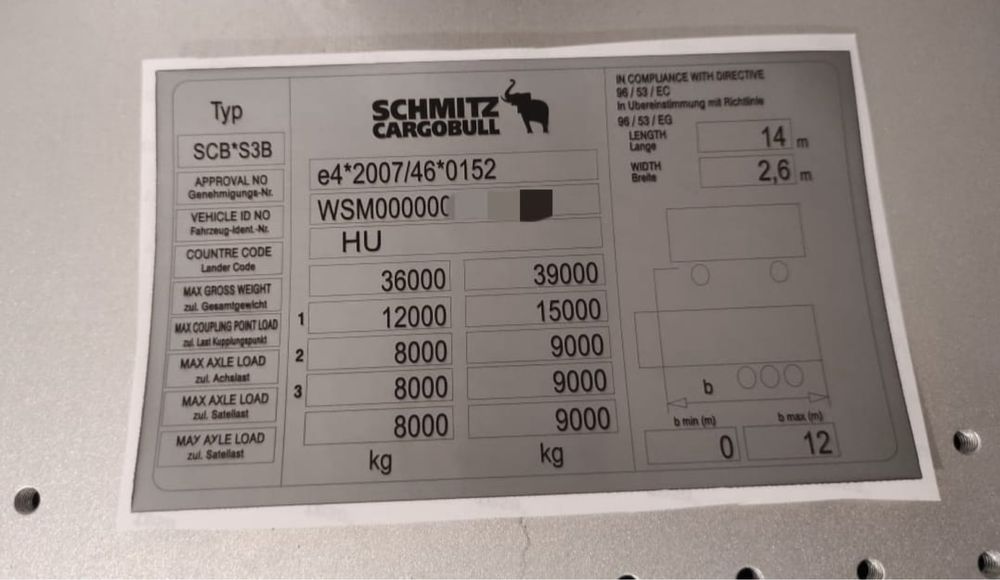 Typ
SCB*S3B
APPROVAL NO
Genehmigungs-Nr.
VEHICLE ID NO
Fahrzeug-Ident.-Nr.
COUNTRE CODE
Lander Code
MAX GROSS WEIGHT
zul. Gesamtgewicht
MAX COUPLING POINT LOAD
zul. Last Kupplungspunkt
MAX AXLE LOAD
zul. Achslast
MAX AXLE LOAD
zul. Satellast
MAY AYLE LOAD
zul. Satellast
SCHMITZ
CARGOBULL
e4*2007/46*0152
WSM000000
HU
36000 39000
1 12000 15000
2 8000 9000
3 8000 9000
8000 9000
kg kg
IN COMPLIANCE WITH DIRECTIVE
96 / 53 / EC
In Ubereinstimmung mit Richtlinie
96 / 53 / EG
LENGTH
Lange
14 m
WIDTH
Breite
2,6 m
b
b min (m) b max (m)
0 12